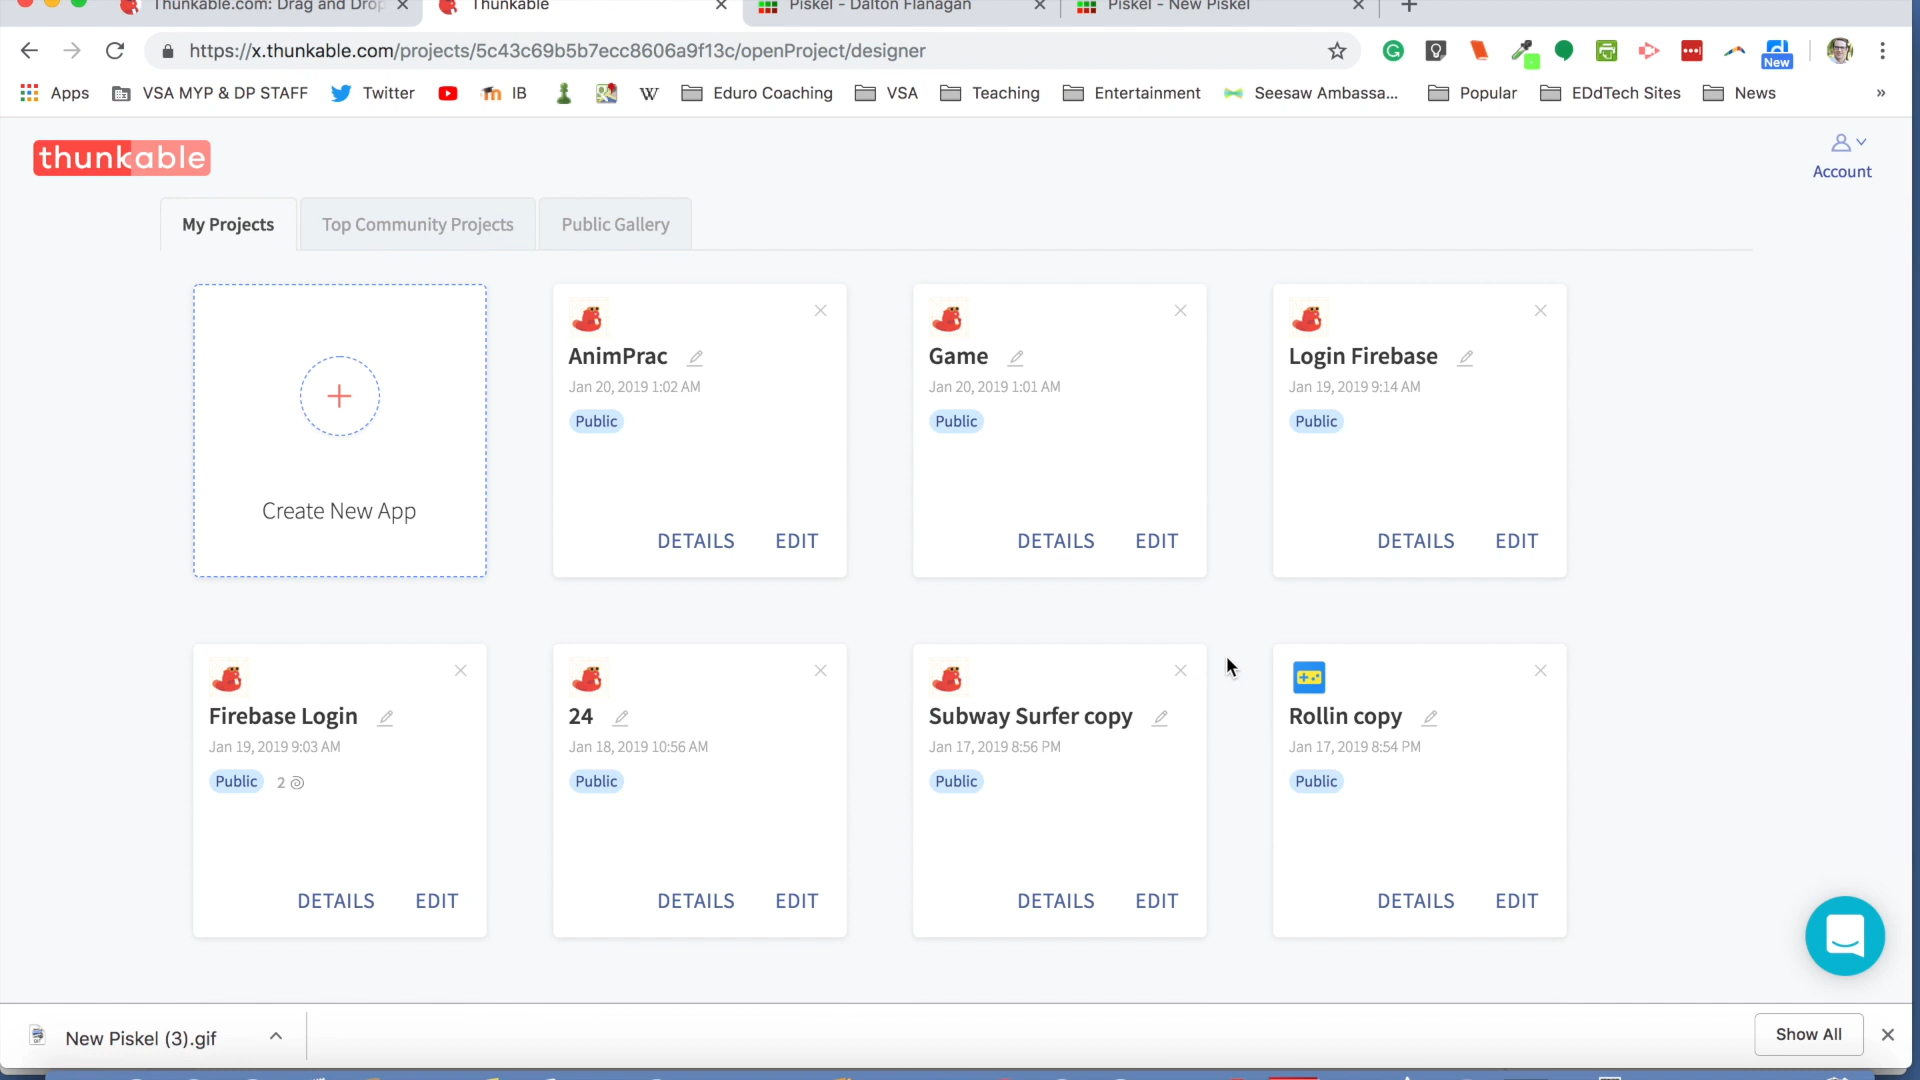 Thunkable.com: Drag and Drop
Thunkable
Piskel - Dalton Flanagan
Piskel - New Piskel
https://x.thunkable.com/projects/5c43c69b5b7ecc8606a9f13c/openProject/designer
New
Apps VSA MYP & DP STAFF Twitter IB W Eduro Coaching VSA Teaching Entertainment Seesaw Ambassa... Popular EDdTech Sites News »
thunkable
Account
My Projects Top Community Projects Public Gallery
Create New App
AnimPrac
Jan 20, 2019 1:02 AM
Public
DETAILS EDIT
Game
Jan 20, 2019 1:01 AM
Public
DETAILS EDIT
Login Firebase
Jan 19, 2019 9:14 AM
Public
DETAILS EDIT
Firebase Login
Jan 19, 2019 9:03 AM
Public 2
DETAILS EDIT
24
Jan 18, 2019 10:56 AM
Public
DETAILS EDIT
Subway Surfer copy
Jan 17, 2019 8:56 PM
Public
DETAILS EDIT
Rollin copy
Jan 17, 2019 8:54 PM
Public
DETAILS EDIT
New Piskel (3).gif
Show All